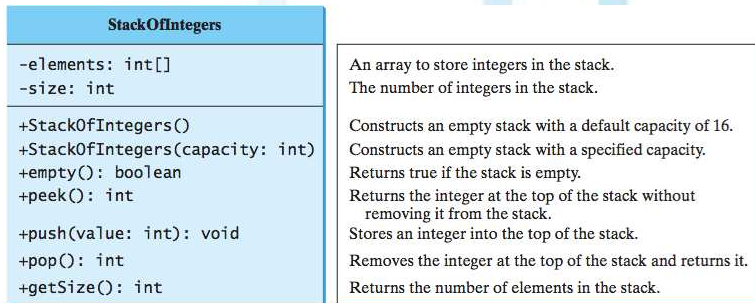 StackOfIntegers
-elements: int[]
An array to store integers in the stack.
-size: int
The number of integers in the stack.
+StackOfIntegers()
Constructs an empty stack with a default capacity of 16.
+StackOfIntegers(capacity: int)
Constructs an empty stack with a specified capacity.
+empty(): boolean
Returns true if the stack is empty.
+peek(): int
Returns the integer at the top of the stack without
removing it from the stack.
+push(value: int): void
Stores an integer into the top of the stack.
+pop(): int
Removes the integer at the top of the stack and returns it.
+getSize(): int
Returns the number of elements in the stack.